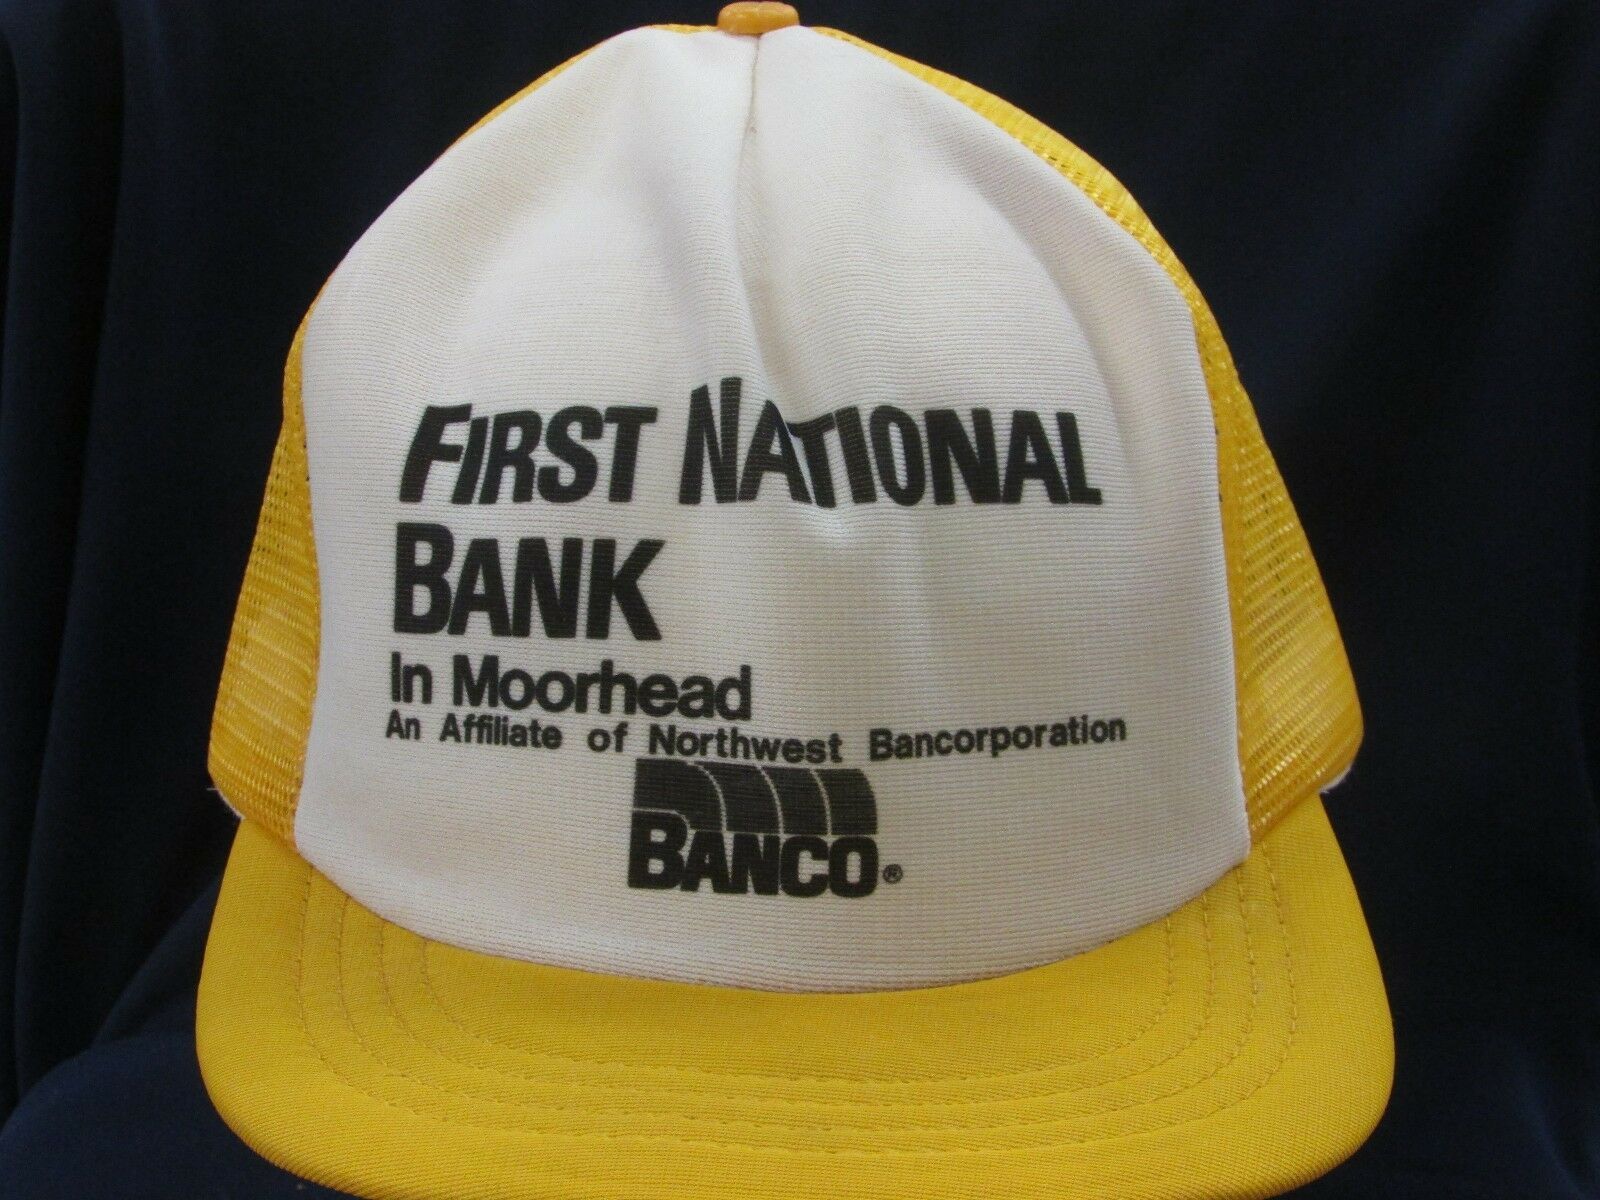 FIRST NATIONAL
BANK
In Moorhead
An Affiliate of Northwest Bancorporation
BANCO®